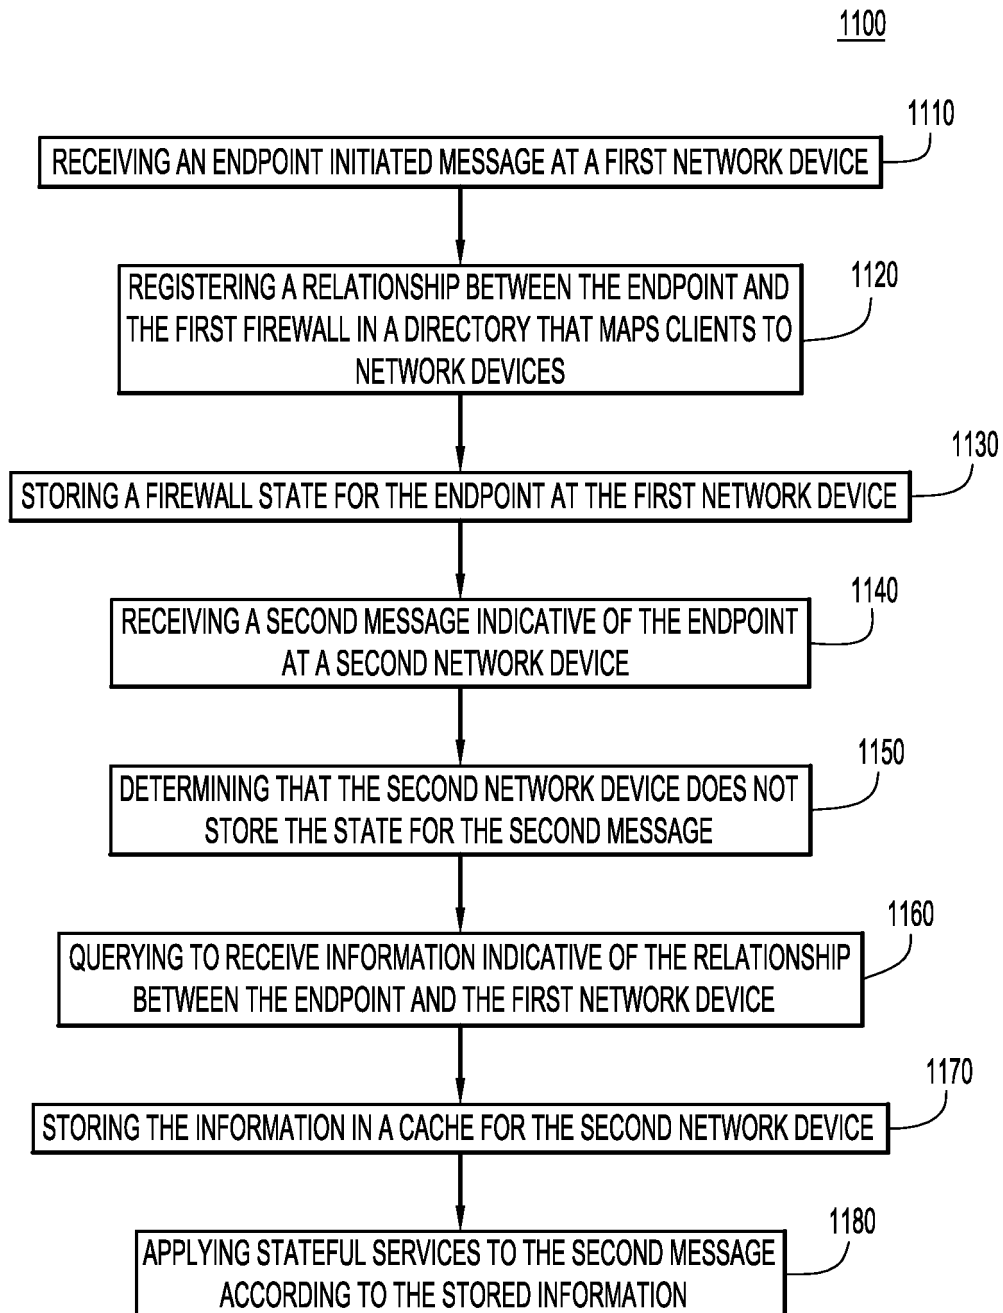 1100
1110
RECEIVING AN ENDPOINT INITIATED MESSAGE AT A FIRST NETWORK DEVICE
1120
REGISTERING A RELATIONSHIP BETWEEN THE ENDPOINT AND
THE FIRST FIREWALL IN A DIRECTORY THAT MAPS CLIENTS TO
NETWORK DEVICES
1130
STORING A FIREWALL STATE FOR THE ENDPOINT AT THE FIRST NETWORK DEVICE
1140
RECEIVING A SECOND MESSAGE INDICATIVE OF THE ENDPOINT
AT A SECOND NETWORK DEVICE
1150
DETERMINING THAT THE SECOND NETWORK DEVICE DOES NOT
STORE THE STATE FOR THE SECOND MESSAGE
1160
QUERYING TO RECEIVE INFORMATION INDICATIVE OF THE RELATIONSHIP
BETWEEN THE ENDPOINT AND THE FIRST NETWORK DEVICE
1170
STORING THE INFORMATION IN A CACHE FOR THE SECOND NETWORK DEVICE
1180
APPLYING STATEFUL SERVICES TO THE SECOND MESSAGE
ACCORDING TO THE STORED INFORMATION